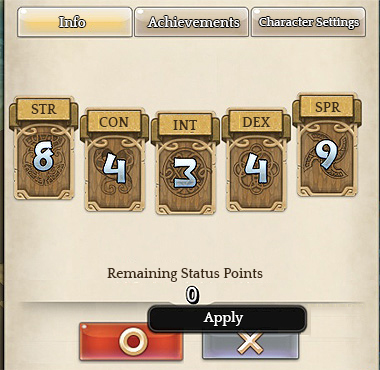 Info Achievements Character Settings
STR CON INT DEX SPR
8 4 3 4 9
Remaining Status Points
0
Apply